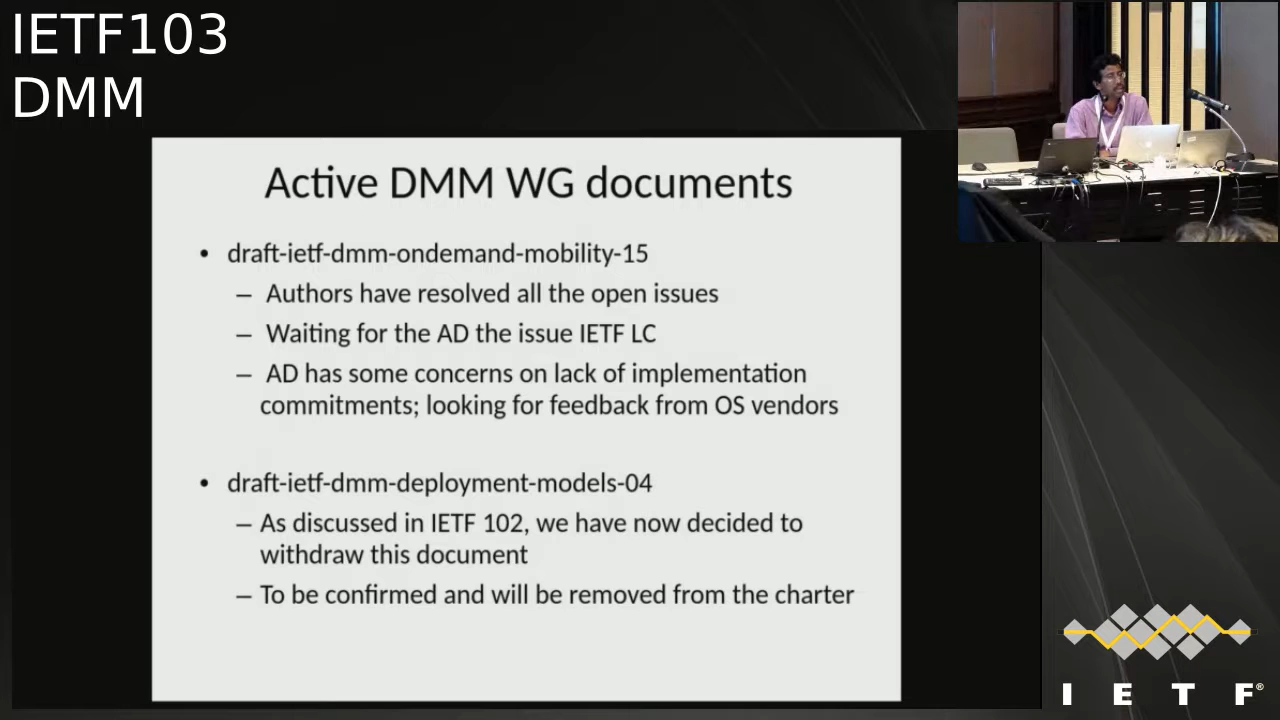 IETF103
DMM
Active DMM WG documents
• draft-ietf-dmm-ondemand-mobility-15
– Authors have resolved all the open issues
– Waiting for the AD the issue IETF LC
– AD has some concerns on lack of implementation
commitments; looking for feedback from OS vendors
• draft-ietf-dmm-deployment-models-04
– As discussed in IETF 102, we have now decided to
withdraw this document
– To be confirmed and will be removed from the charter
I E T F®